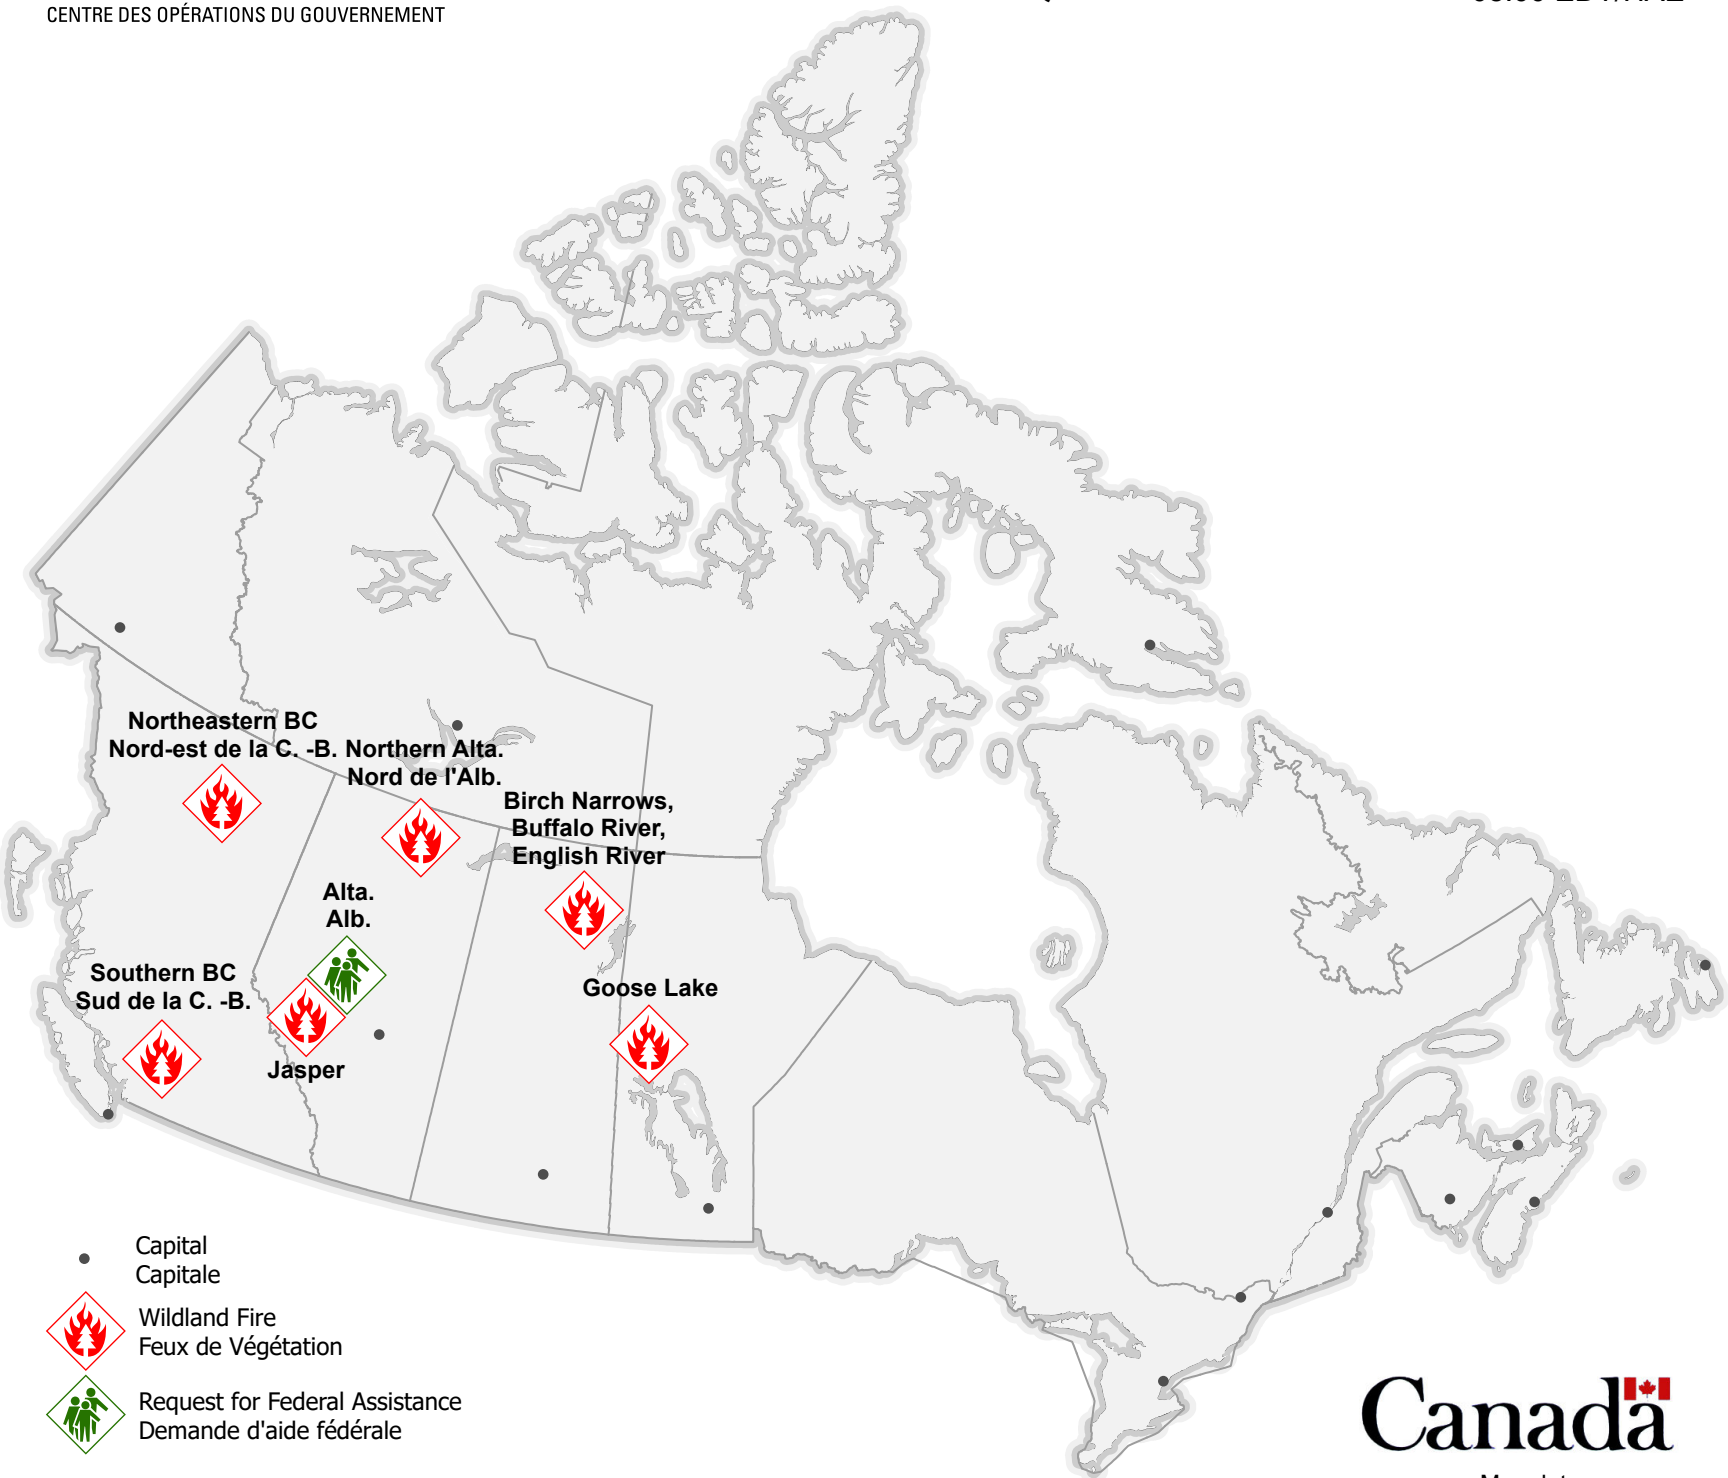 CENTRE DES OPÉRATIONS DU GOUVERNEMENT
Northeastern BC
Nord-est de la C. -B.
Northern Alta.
Nord de l'Alb.
Birch Narrows,
Buffalo River,
English River
Alta.
Alb.
Southern BC
Sud de la C. -B.
Goose Lake
Jasper
Capital
Capitale
Wildland Fire
Feux de Végétation
Request for Federal Assistance
Demande d'aide fédérale
Canada